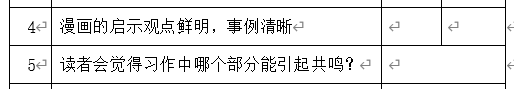 4 漫画的启示观点鲜明，事例清晰
5 读者会觉得习作中哪个部分能引起共鸣？